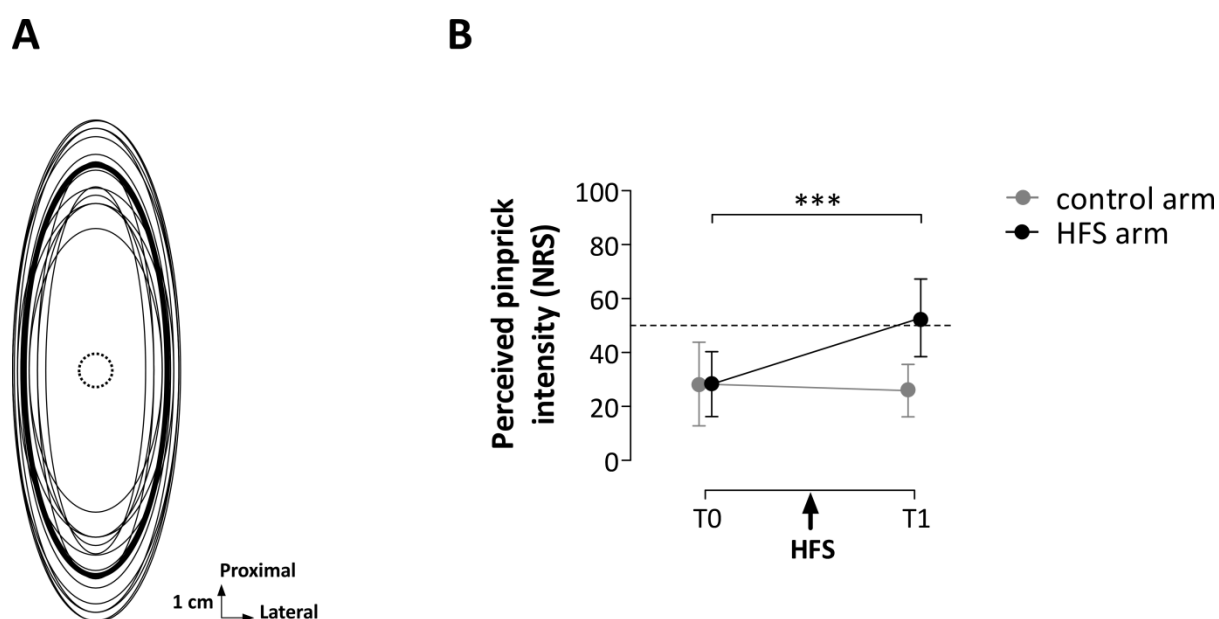 A
B
Proximal
1 cm
Lateral
Perceived pinprick
intensity (NRS)
100
80
60
40
20
0
***
T0
T1
HFS
control arm
HFS arm